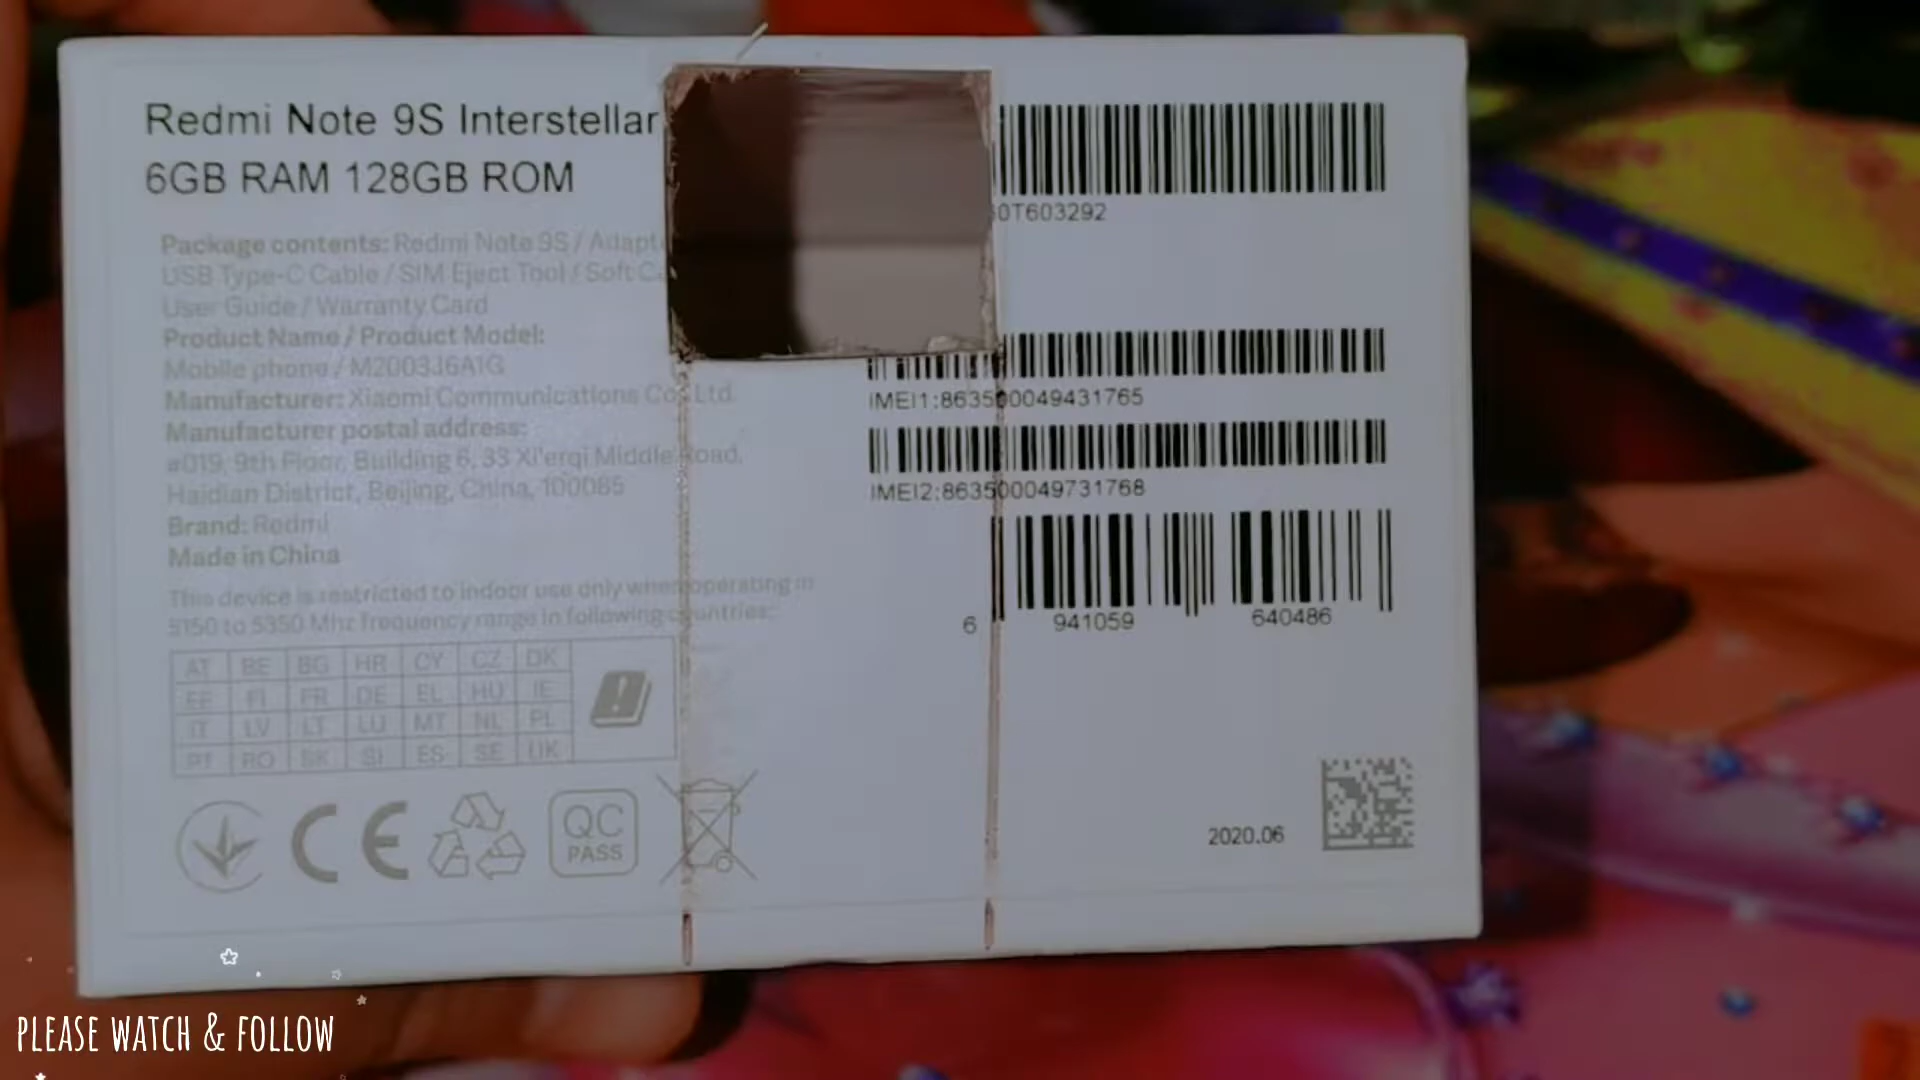 Redmi Note 9S Interstellar
6GB RAM 128GB ROM
0T603292
Package contents: Redmi Note 9S /
USB Type-C Cable / SIM Eject Tool / Soft
User Guide / Warranty Card
Product Name / Product Model:
Mobile phone / M2003J6A1G
Manufacturer: Xiaomi Communications Co., Ltd.
Manufacturer postal address:
#019, 9th Floor, Building 6, 33 Xi'erqi Middle Road,
Haidian District, Beijing, China, 100085
Brand: Redmi
Made in China
This device is restricted to indoor use only when operating in
5150 to 5350 Mhz frequency range in following countries:
AT BE BG HR CY CZ DK
EE FI FR DE EL HU IE
IT LV LT LU MT NL PL
PT RO SK SI ES SE UK
CE
QC
PASS
IMEI1:863500049431765
IMEI2:863500049731768
6 941059 640486
2020.06
PLEASE WATCH & FOLLOW